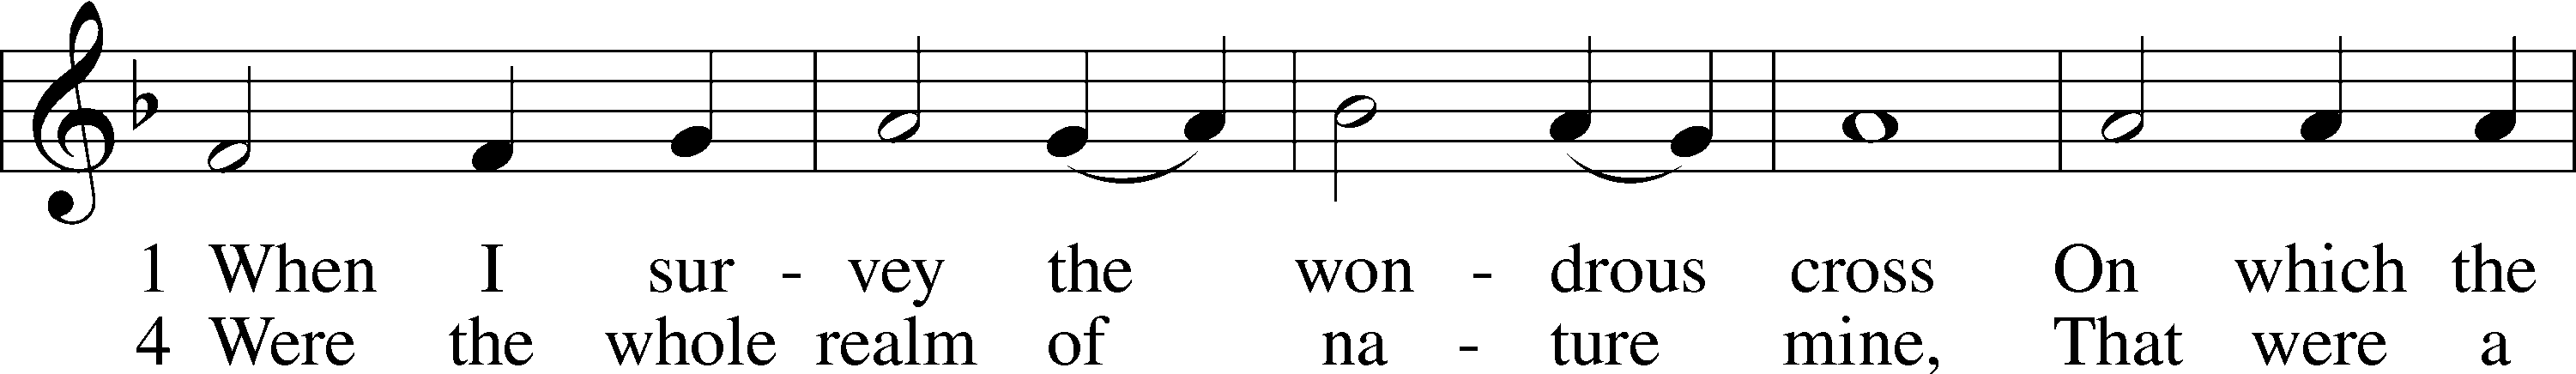 1 When I sur - vey the won - drous cross On which the
4 Were the whole realm of na - ture mine, That were a